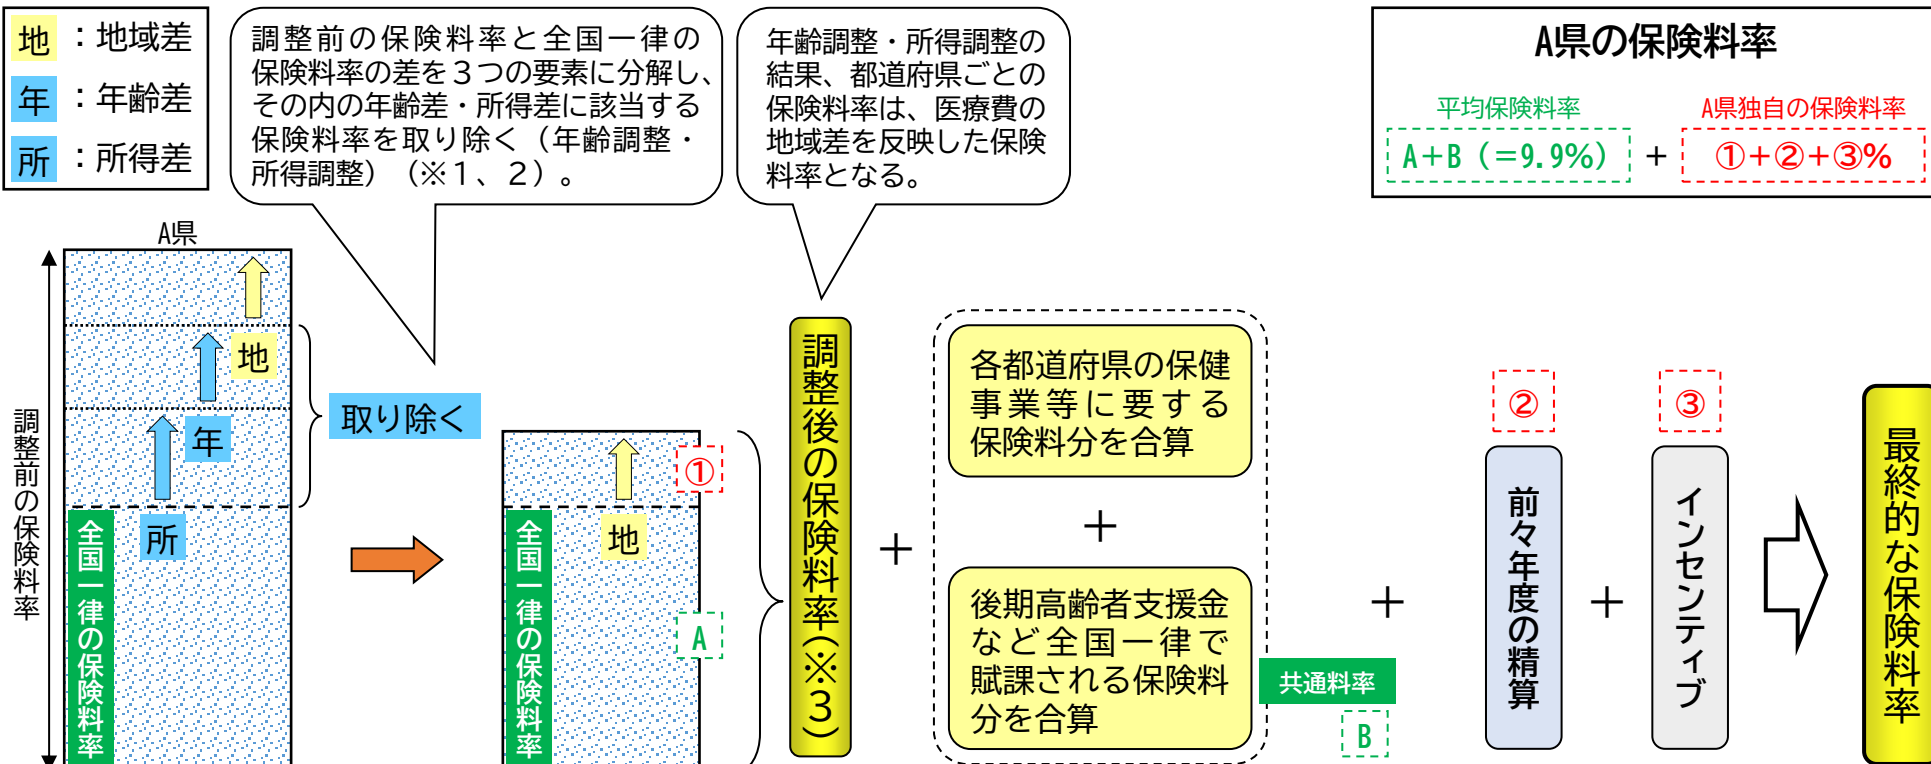 地：地域差
年：年齢差
所：所得差
調整前の保険料率と全国一律の
保険料率の差を３つの要素に分解し、
その内の年齢差・所得差に該当する
保険料率を取り除く（年齢調整・
所得調整）（※１、２）。
年齢調整・所得調整の
結果、都道府県ごとの
保険料率は、医療費の
地域差を反映した保険
料率となる。
A県の保険料率
平均保険料率
A県独自の保険料率
A+B（=9.9%）
+
①+②+③%
A県
調整前の保険料率
地
年
所
全国一律の保険料率
取り除く
①
地
A
全国一律の保険料率
調整後の保険料率（※３）
＋
各都道府県の保健
事業等に要する
保険料分を合算
＋
後期高齢者支援金
など全国一律で
賦課される保険料
分を合算
共通料率
B
＋
②
前々年度の精算
＋
③
インセンティブ
最終的な保険料率